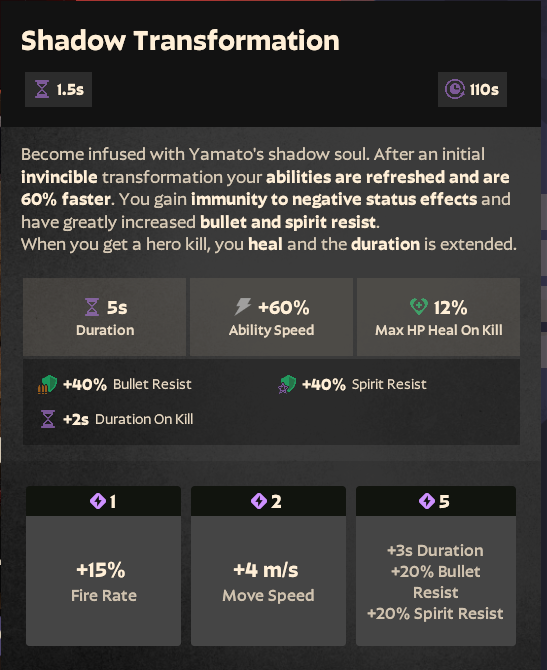 Shadow Transformation
1.5s
110s
Become infused with Yamato's shadow soul. After an initial
invincible transformation your abilities are refreshed and are
60% faster. You gain immunity to negative status effects and
have greatly increased bullet and spirit resist.
When you get a hero kill, you heal and the duration is extended.
5s
Duration
+60%
Ability Speed
12%
Max HP Heal On Kill
+40% Bullet Resist
+40% Spirit Resist
+2s Duration On Kill
1
+15%
Fire Rate
2
+4 m/s
Move Speed
5
+3s Duration
+20% Bullet
Resist
+20% Spirit Resist